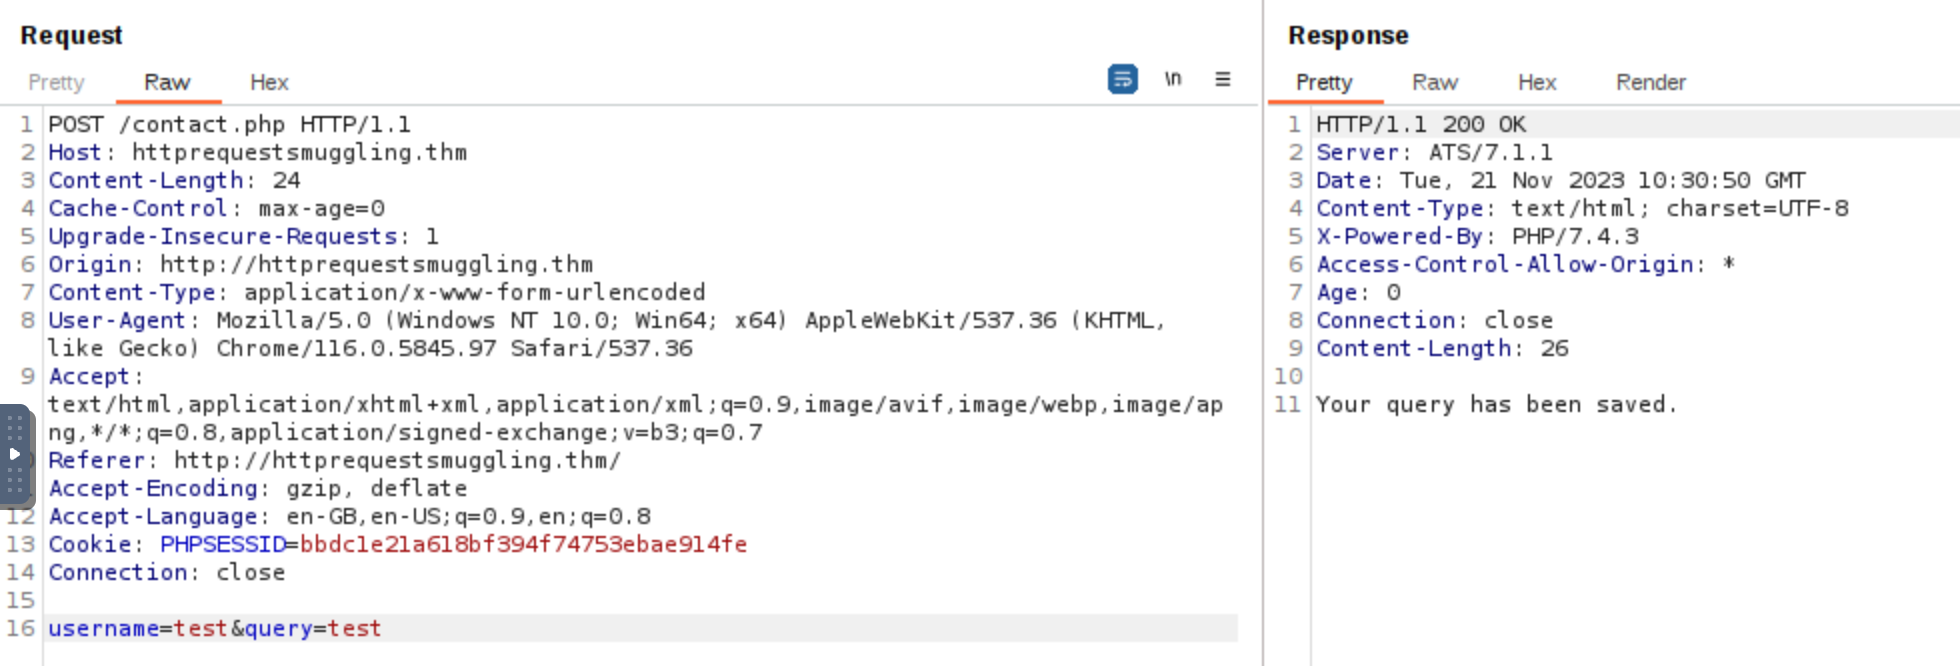 Request
Pretty Raw Hex \n
1 POST /contact.php HTTP/1.1
2 Host: httprequestsmuggling.thm
3 Content-Length: 24
4 Cache-Control: max-age=0
5 Upgrade-Insecure-Requests: 1
6 Origin: http://httprequestsmuggling.thm
7 Content-Type: application/x-www-form-urlencoded
8 User-Agent: Mozilla/5.0 (Windows NT 10.0; Win64; x64) AppleWebKit/537.36 (KHTML,
like Gecko) Chrome/116.0.5845.97 Safari/537.36
9 Accept:
text/html,application/xhtml+xml,application/xml;q=0.9,image/avif,image/webp,image/ap
ng,*/*;q=0.8,application/signed-exchange;v=b3;q=0.7
Referer: http://httprequestsmuggling.thm/
Accept-Encoding: gzip, deflate
12 Accept-Language: en-GB,en-US;q=0.9,en;q=0.8
13 Cookie: PHPSESSID=bbdc1e21a618bf394f74753ebae914fe
14 Connection: close
15
16 username=test&query=test
Response
Pretty Raw Hex Render
1 HTTP/1.1 200 OK
2 Server: ATS/7.1.1
3 Date: Tue, 21 Nov 2023 10:30:50 GMT
4 Content-Type: text/html; charset=UTF-8
5 X-Powered-By: PHP/7.4.3
6 Access-Control-Allow-Origin: *
7 Age: 0
8 Connection: close
9 Content-Length: 26
10
11 Your query has been saved.